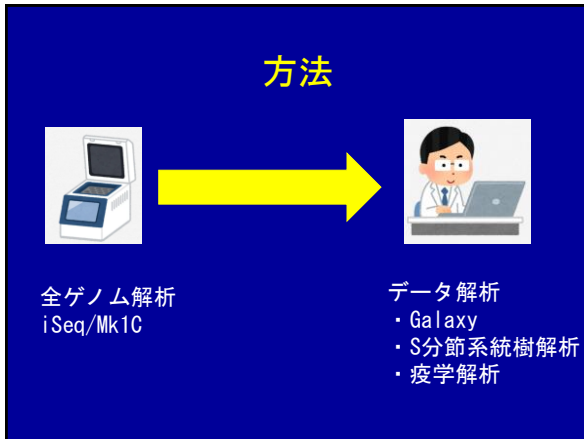 方法
全ゲノム解析
iSeq/Mk1C
データ解析
・Galaxy
・S分節系統樹解析
・疫学解析